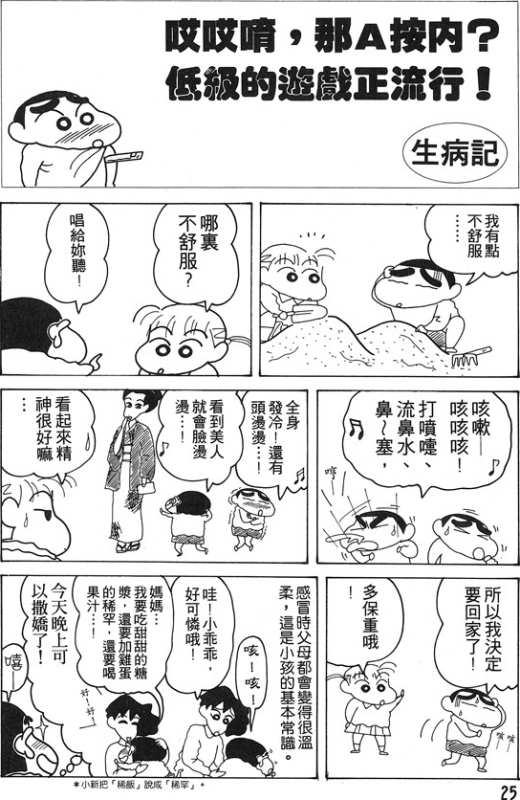 哎哎唷，那A按内？
低級的遊戲正流行！
生病記
我有點
不舒服
……
哪裏
不舒服？
唱給妳聽！
咳嗽——
咳咳咳！
打噴嚏、
流鼻水、
鼻～塞，
咳
全身
發冷！還有
頭燙燙…！
看到美人
就會臉
燙…！
看起來精
神很好嘛
…！
所以我決定
要回家了！
咳
咳
多保重哦
！
感冒時父母都會變得很溫
柔，這是小孩的基本常識。
咳！咳！
哇！小乖乖，
好可憐哦！
媽媽…
我要吃甜甜的糖
漿，還要加雞蛋
的稀罕，還要喝
果汁…！
好！好！
今天晚上可
以撒嬌了！
嘻
＊小新把「稀飯」說成「稀罕」。
25